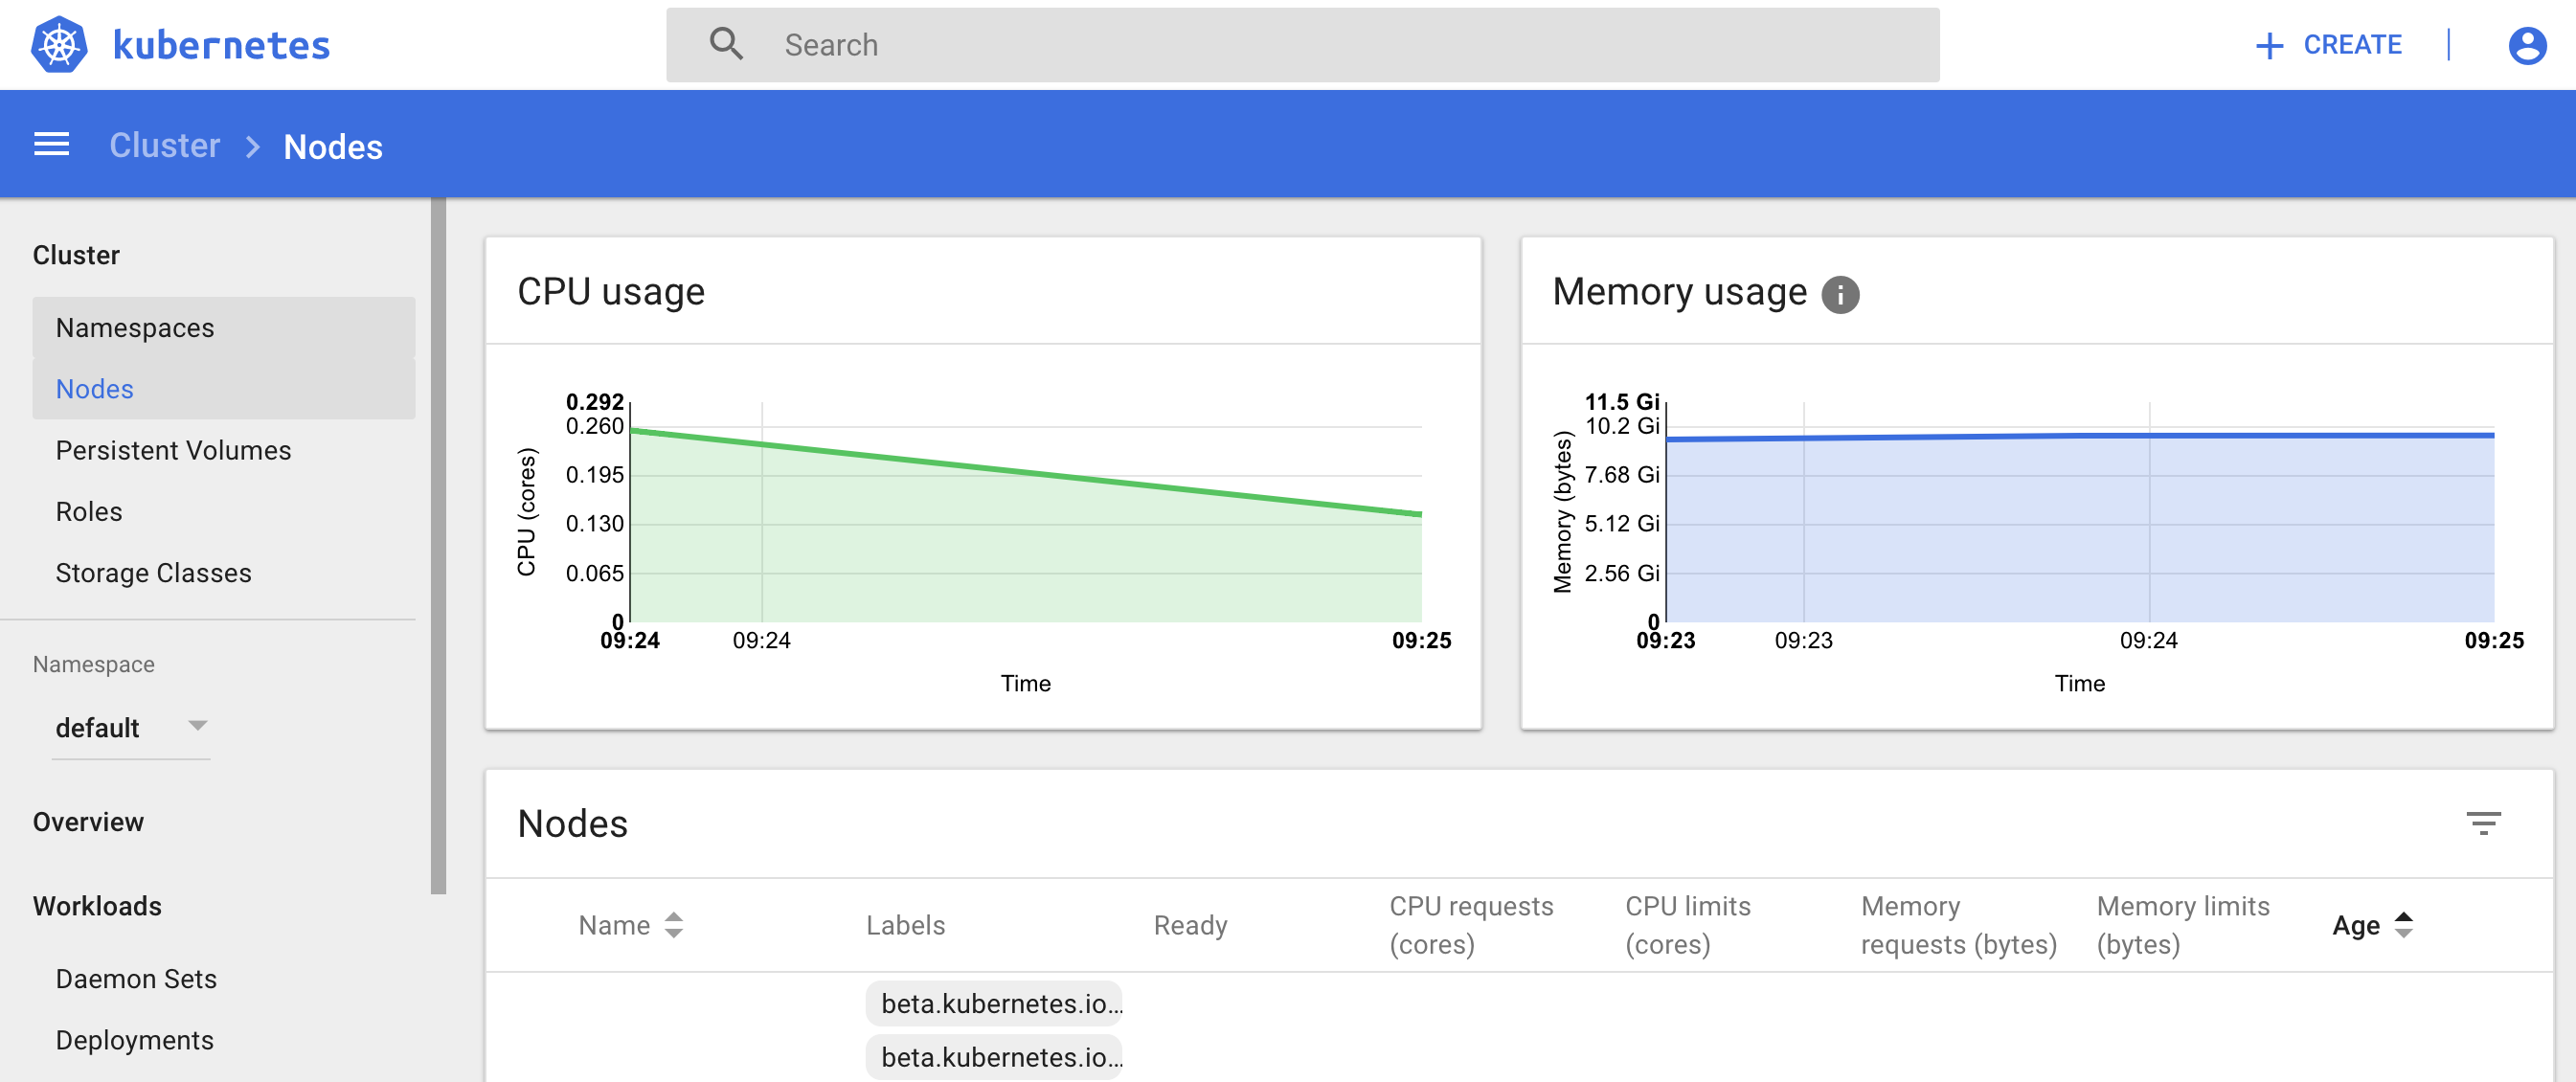 kubernetes
Search
CREATE
Cluster
Nodes
Cluster
Namespaces
Nodes
Persistent Volumes
Roles
Storage Classes
Namespace
default
Overview
Workloads
Daemon Sets
Deployments
CPU usage
CPU (cores)
0.292
0.260
0.195
0.130
0.065
0
09:24
09:24
09:25
Time
Memory usage
Memory (bytes)
11.5 Gi
10.2 Gi
7.68 Gi
5.12 Gi
2.56 Gi
0
09:23
09:23
09:24
09:25
Time
Nodes
Name
Labels
Ready
CPU requests
(cores)
CPU limits
(cores)
Memory
requests (bytes)
Memory limits
(bytes)
Age
beta.kubernetes.io…
beta.kubernetes.io…